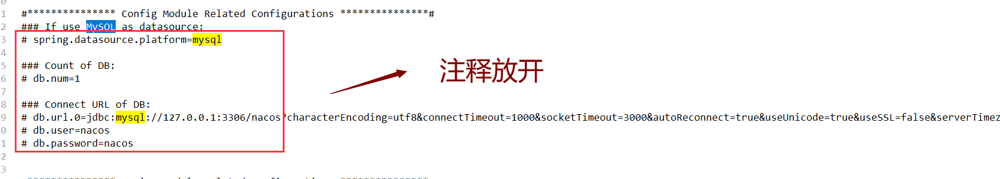 #*************** Config Module Related Configurations ***************#
### If use MySQL as datasource:
# spring.datasource.platform=mysql
### Count of DB:
# db.num=1
### Connect URL of DB:
# db.url.0=jdbc:mysql://127.0.0.1:3306/nacos?characterEncoding=utf8&connectTimeout=1000&socketTimeout=3000&autoReconnect=true&useUnicode=true&useSSL=false&serverTimez
# db.user=nacos
# db.password=nacos
注释放开